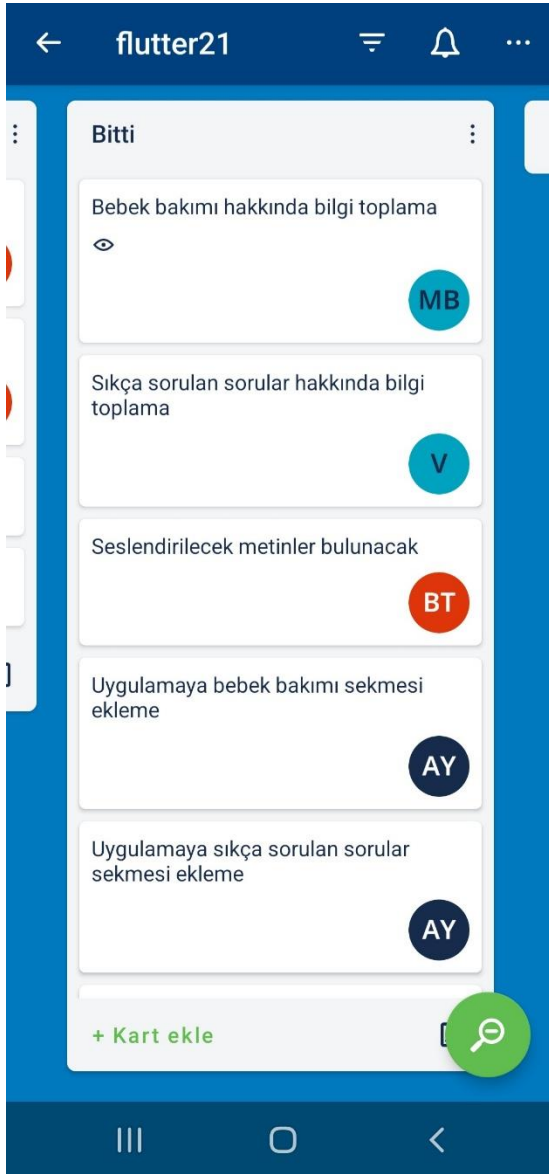 flutter21
Bitti
Bebek bakımı hakkında bilgi toplama
MB
Sıkça sorulan sorular hakkında bilgi
toplama
V
Seslendirilecek metinler bulunacak
BT
Uygulamaya bebek bakımı sekmesi
ekleme
AY
Uygulamaya sıkça sorulan sorular
sekmesi ekleme
AY
+ Kart ekle